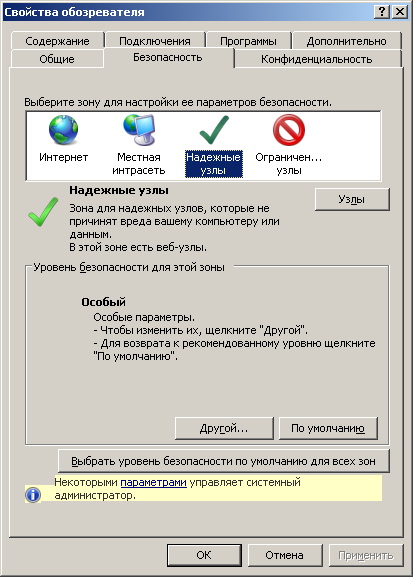 Свойства обозревателя
Содержание Подключения Программы Дополнительно
Общие Безопасность Конфиденциальность
Выберите зону для настройки ее параметров безопасности.
Интернет Местная интрасеть Надежные узлы Ограничен... узлы
Надежные узлы
Узлы
Зона для надежных узлов, которые не
причинят вреда вашему компьютеру или
данным.
В этой зоне есть веб-узлы.
Уровень безопасности для этой зоны
Особый
Особые параметры.
- Чтобы изменить их, щелкните "Другой".
- Для возврата к рекомендованному уровню щелкните
"По умолчанию".
Другой... По умолчанию
Выбрать уровень безопасности по умолчанию для всех зон
Некоторыми параметрами управляет системный
администратор.
OK Отмена Применить